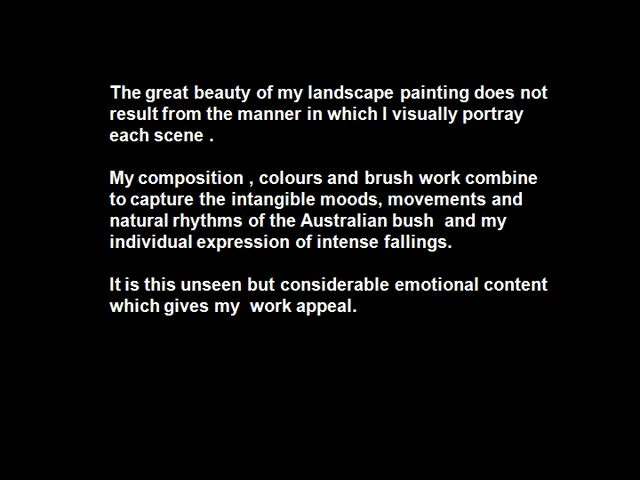 The great beauty of my landscape painting does not
result from the manner in which I visually portray
each scene .
My composition , colours and brush work combine
to capture the intangible moods, movements and
natural rhythms of the Australian bush  and my
individual expression of intense fallings.
It is this unseen but considerable emotional content
which gives my  work appeal.